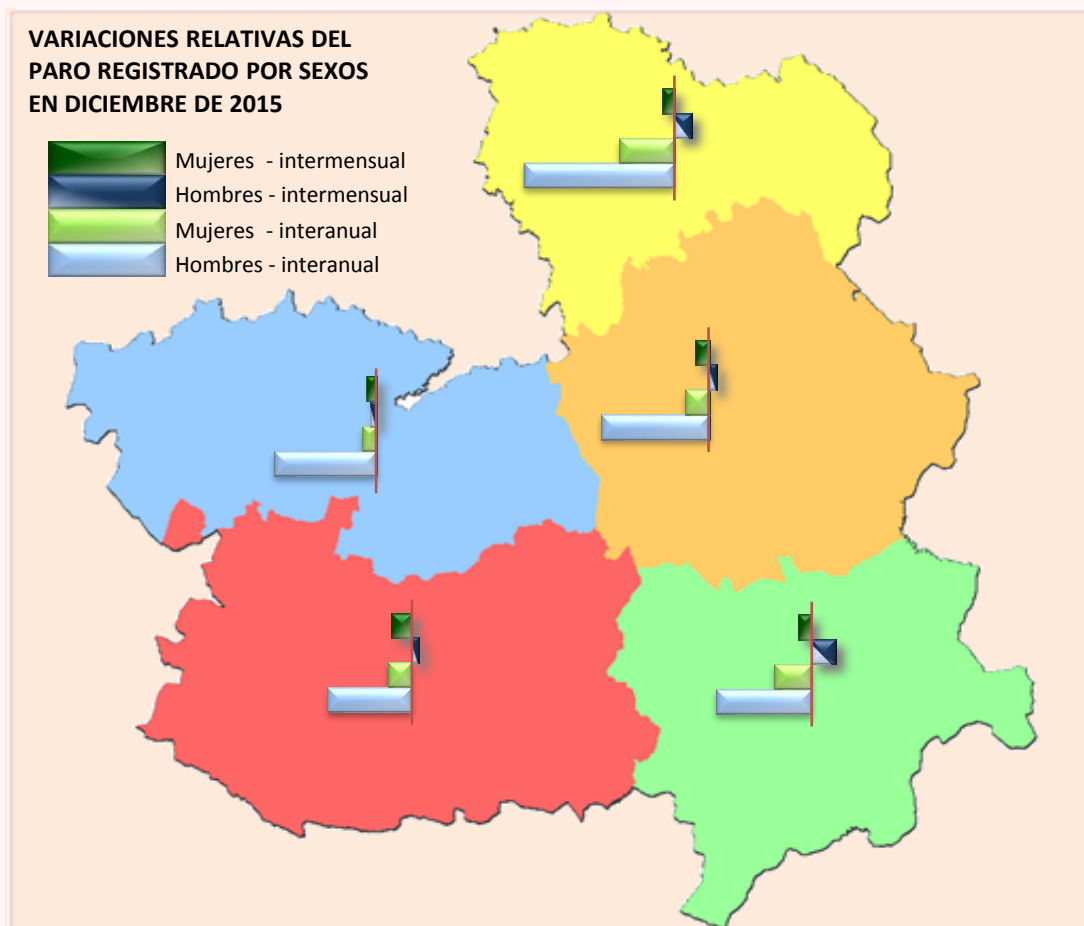 VARIACIONES RELATIVAS DEL
PARO REGISTRADO POR SEXOS
EN DICIEMBRE DE 2015
Mujeres - intermensual
Hombres - intermensual
Mujeres - interanual
Hombres - interanual